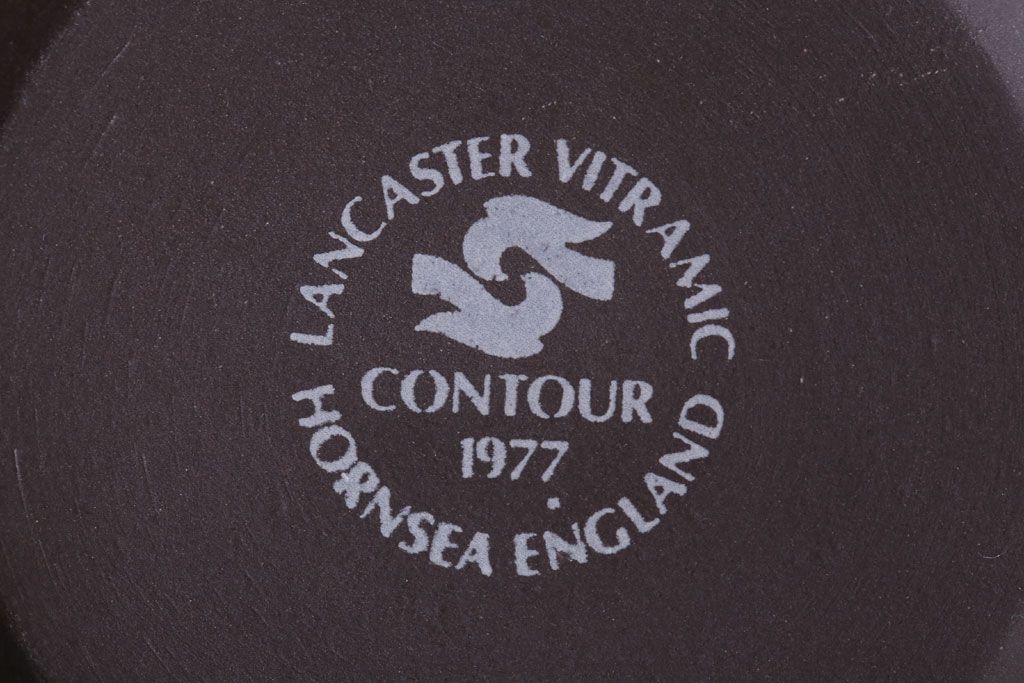 LANCASTER VITRAMIC
CONTOUR
1977
HORNSEA ENGLAND